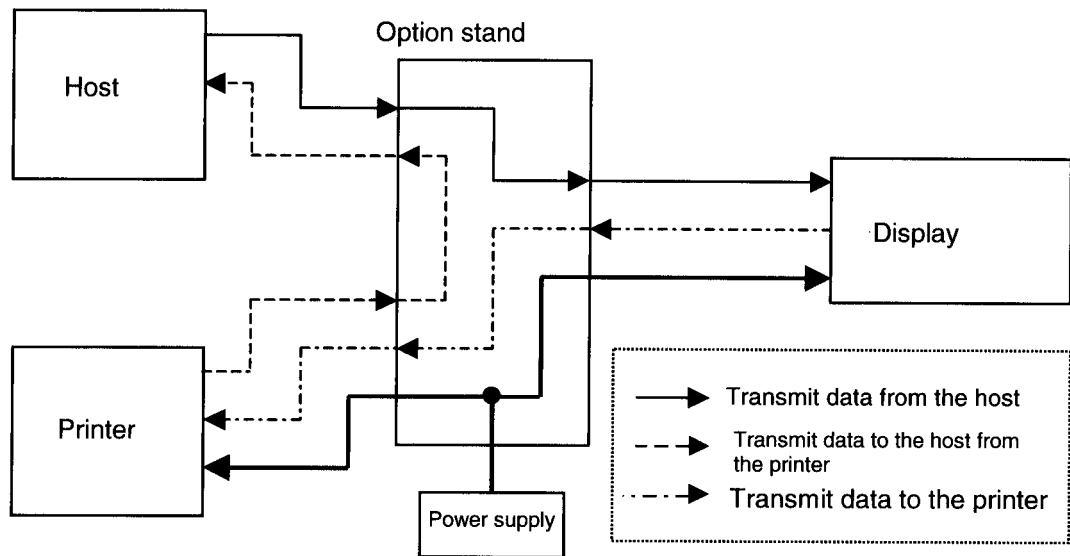 Option stand
Host
Display
Printer
Power supply
Transmit data from the host
Transmit data to the host from
the printer
Transmit data to the printer